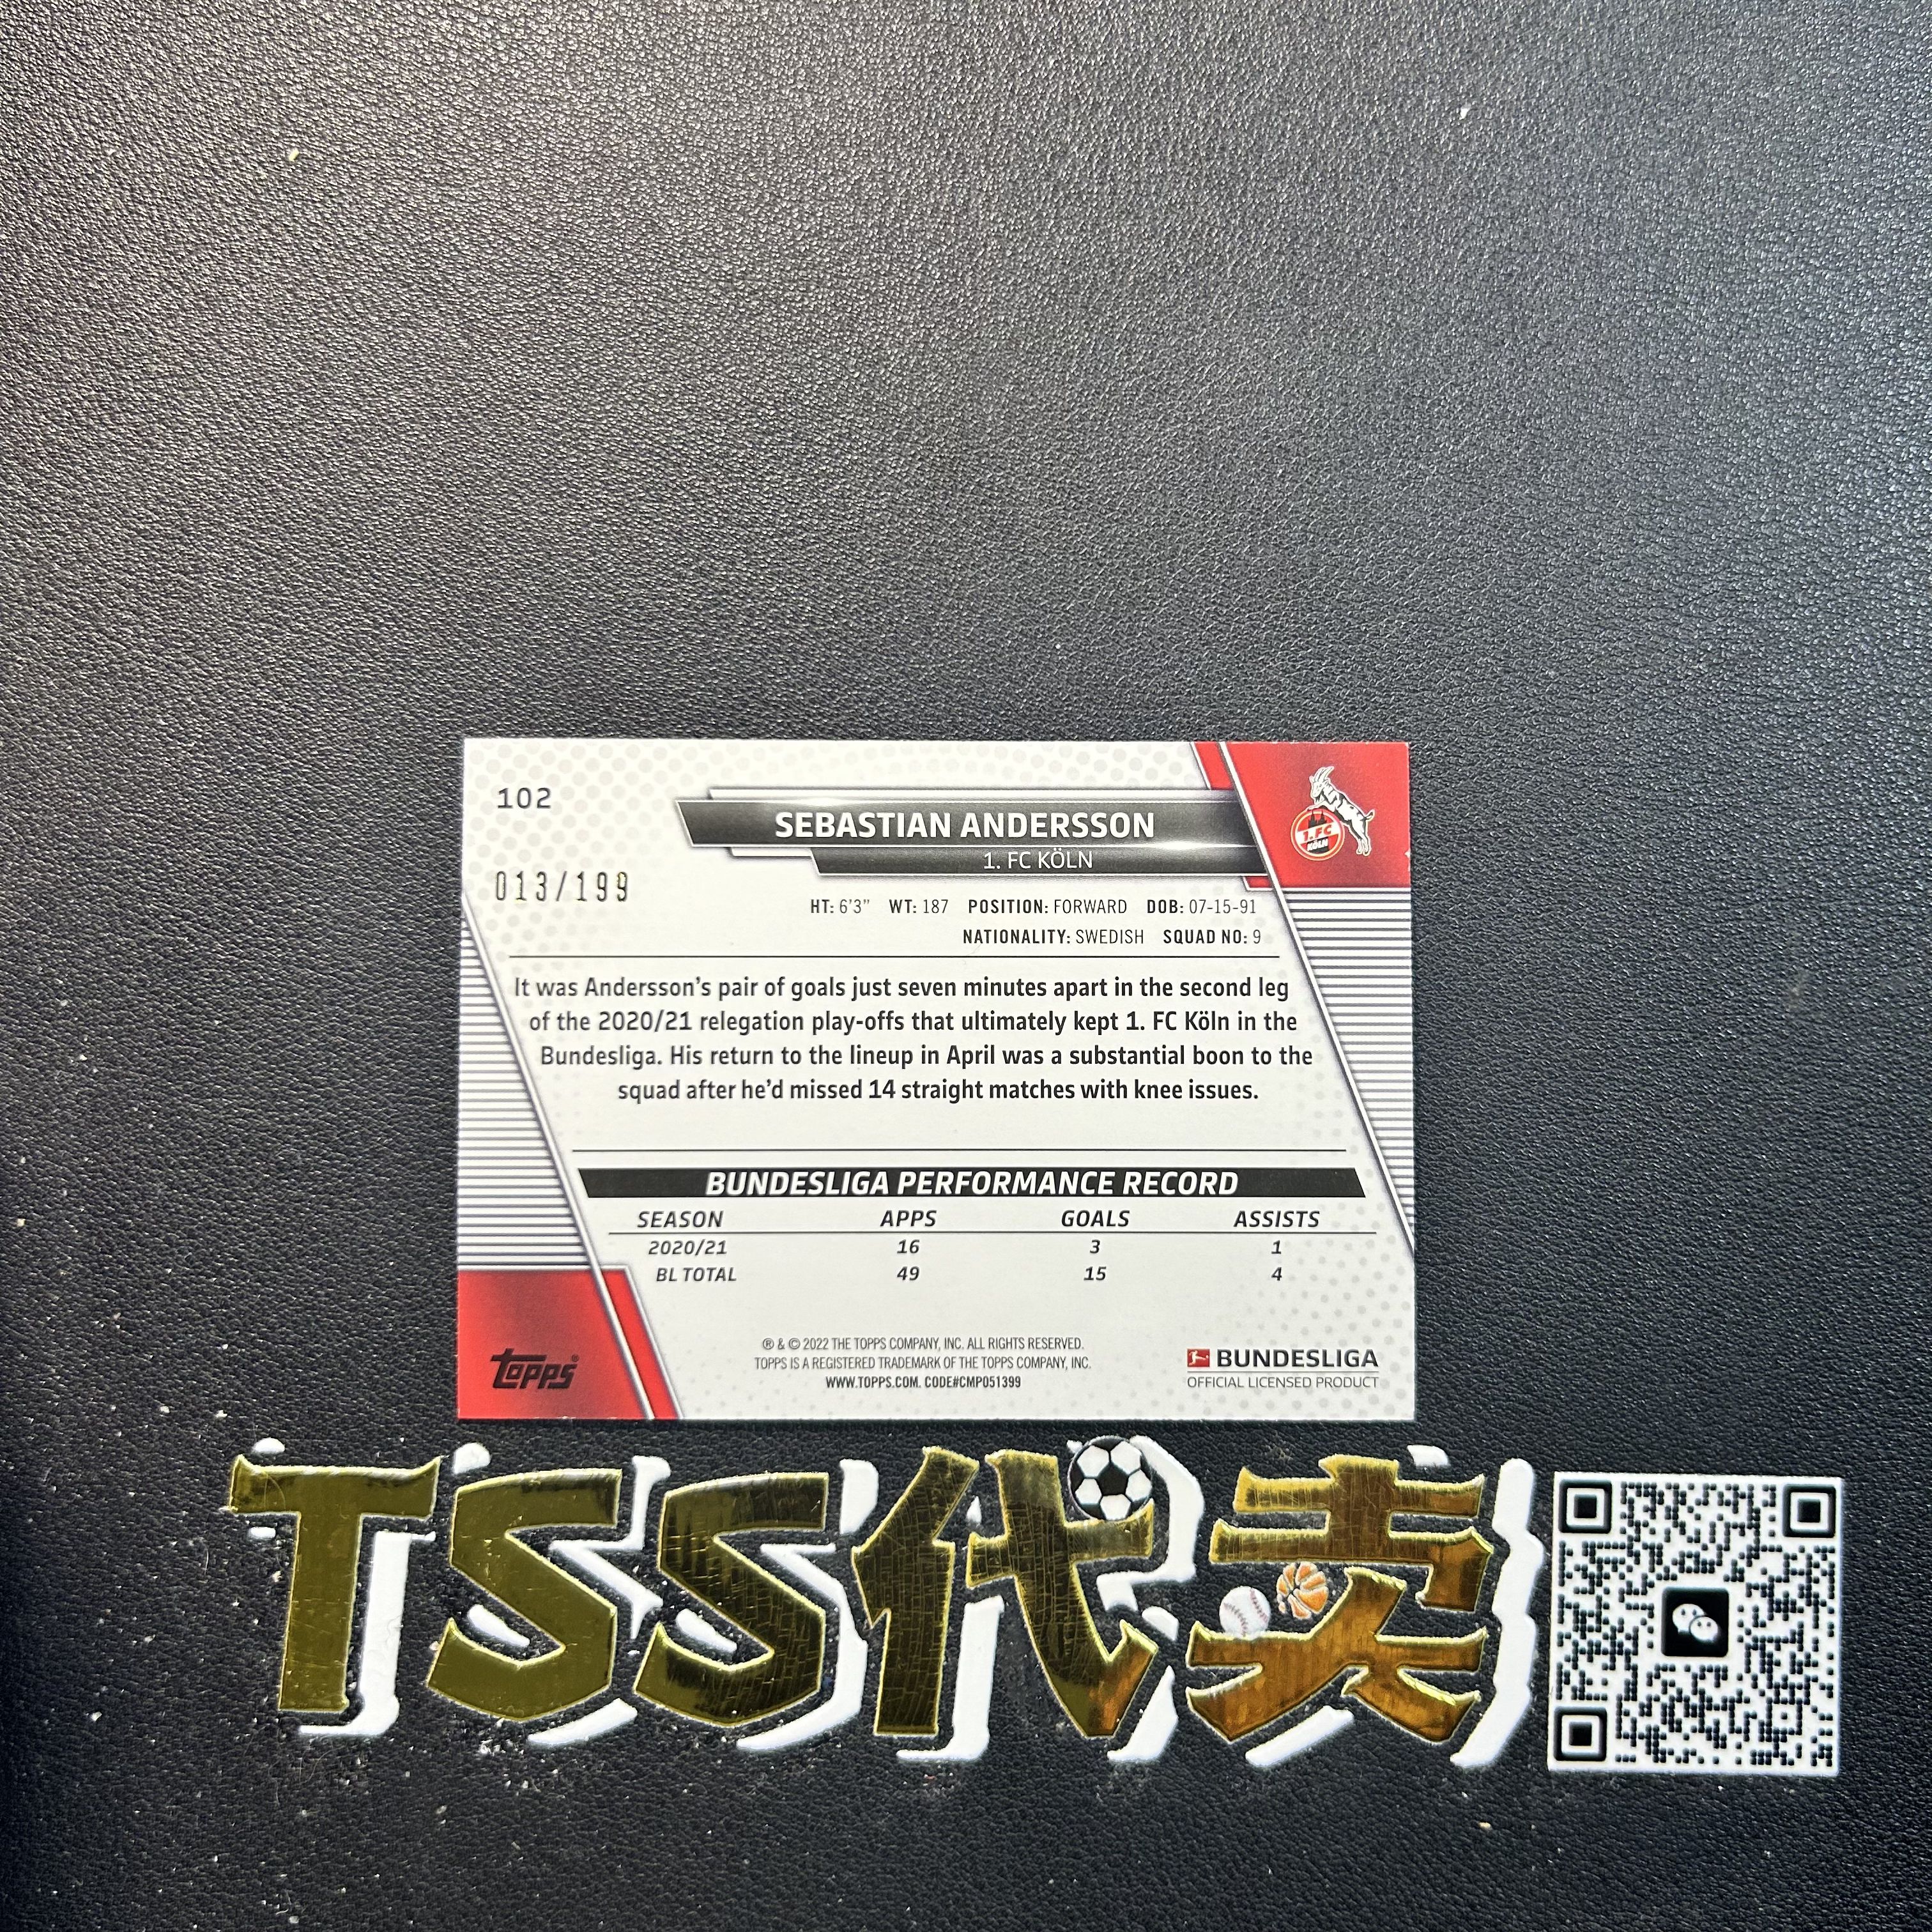 102
SEBASTIAN ANDERSSON
1. FC KÖLN
1. FC
KÖLN
013/199
HT: 6'3" WT: 187 POSITION: FORWARD DOB: 07-15-91
NATIONALITY: SWEDISH SQUAD NO: 9
It was Andersson's pair of goals just seven minutes apart in the second leg
of the 2020/21 relegation play-offs that ultimately kept 1. FC Köln in the
Bundesliga. His return to the lineup in April was a substantial boon to the
squad after he'd missed 14 straight matches with knee issues.
BUNDESLIGA PERFORMANCE RECORD
SEASON APPS GOALS ASSISTS
2020/21 16 3 1
BL TOTAL 49 15 4
topps®
® & © 2022 THE TOPPS COMPANY, INC. ALL RIGHTS RESERVED.
TOPPS IS A REGISTERED TRADEMARK OF THE TOPPS COMPANY, INC.
WWW.TOPPS.COM. CODE#CMP051399
BUNDESLIGA
OFFICIAL LICENSED PRODUCT
TSS代卖